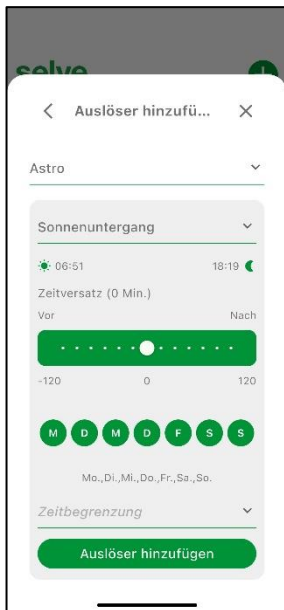 selve
Auslöser hinzufü...
Astro
Sonnenuntergang
06:51 18:19
Zeitversatz (0 Min.)
Vor Nach
-120 0 120
M D M D F S S
Mo.,Di.,Mi.,Do.,Fr.,Sa.,So.
Zeitbegrenzung
Auslöser hinzufügen